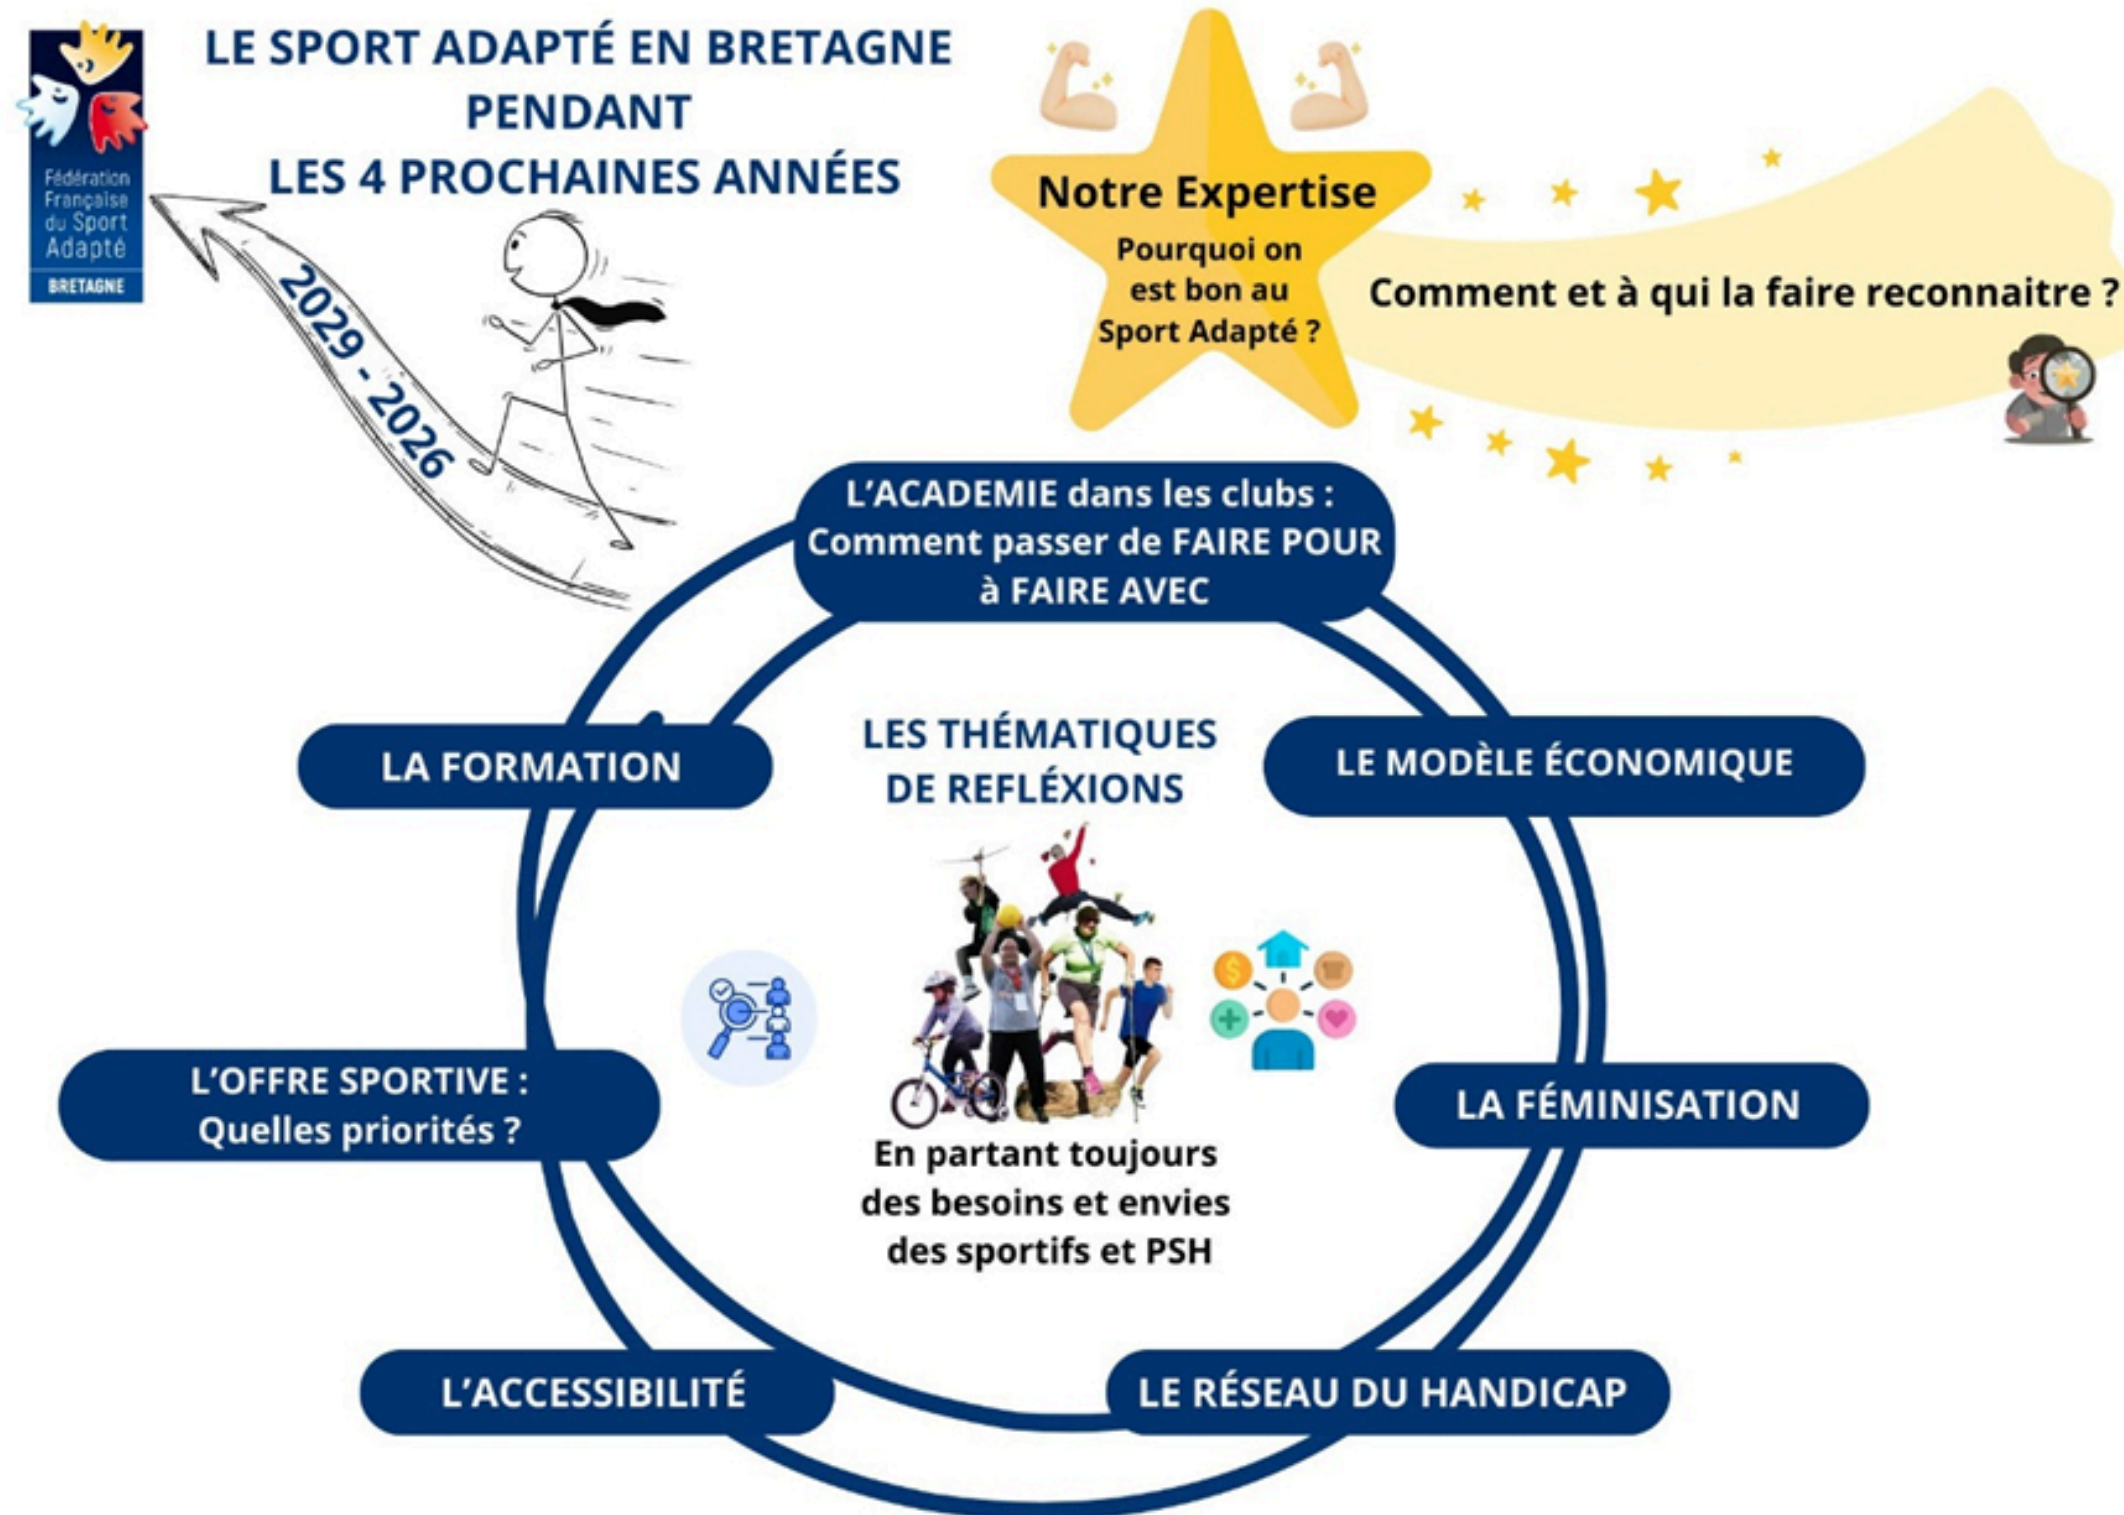 Fédération
Française
du Sport
Adapté
BRETAGNE
LE SPORT ADAPTÉ EN BRETAGNE
PENDANT
LES 4 PROCHAINES ANNÉES
2029 - 2026
Notre Expertise
Pourquoi on
est bon au
Sport Adapté ?
Comment et à qui la faire reconnaitre ?
L'ACADEMIE dans les clubs :
Comment passer de FAIRE POUR
à FAIRE AVEC
LA FORMATION
LES THÉMATIQUES
DE REFLÉXIONS
LE MODÈLE ÉCONOMIQUE
L'OFFRE SPORTIVE :
Quelles priorités ?
LA FÉMINISATION
En partant toujours
des besoins et envies
des sportifs et PSH
L'ACCESSIBILITÉ
LE RÉSEAU DU HANDICAP